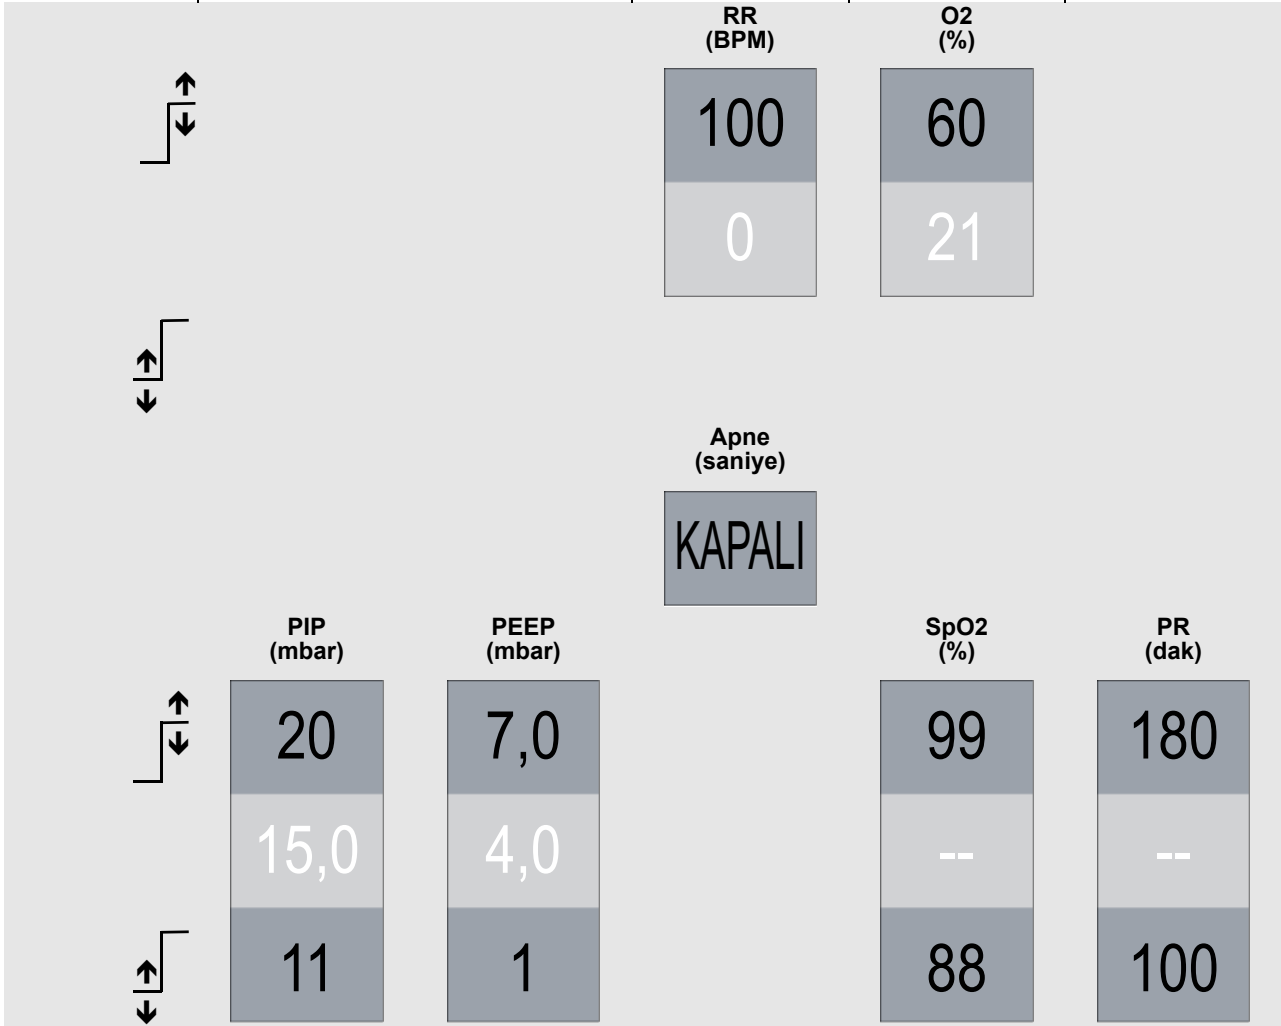 RR O2
(BPM) (%)
100 60
0 21
Apne
(saniye)
KAPALI
PIP PEEP SpO2 PR
(mbar) (mbar) (%) (dak)
20 7,0 99 180
15,0 4,0 -- --
11 1 88 100